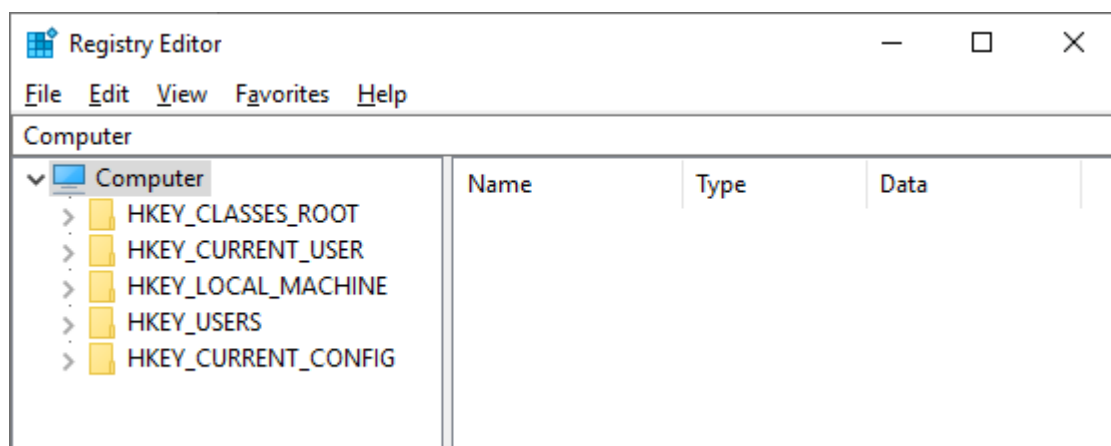 Registry Editor
File Edit View Favorites Help
Computer
Computer
HKEY_CLASSES_ROOT
HKEY_CURRENT_USER
HKEY_LOCAL_MACHINE
HKEY_USERS
HKEY_CURRENT_CONFIG
Name Type Data